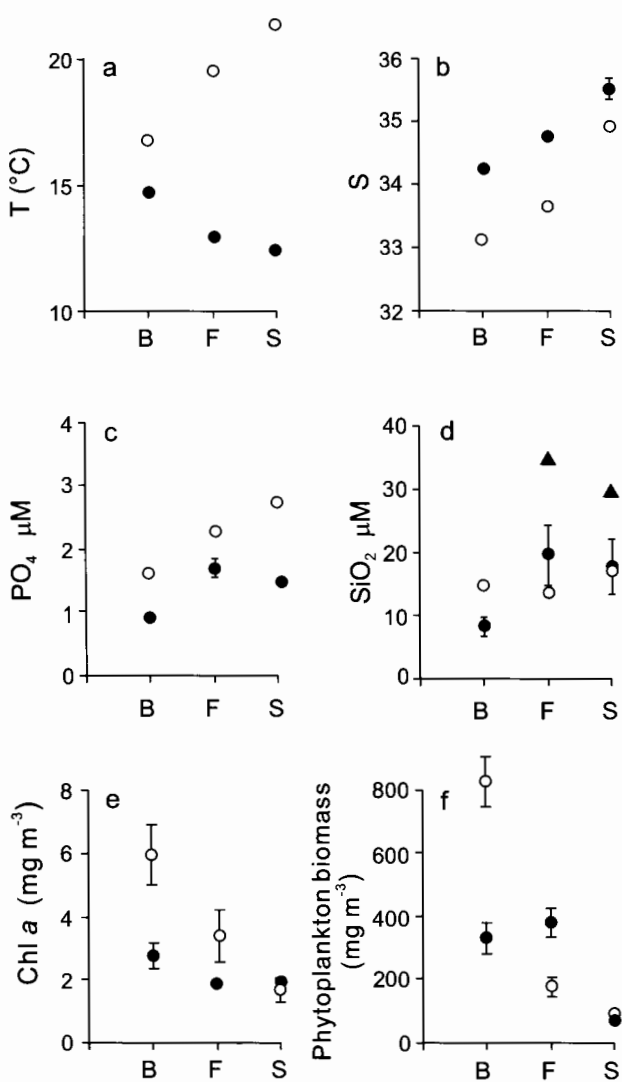 a
T (°C)
20
15
10
B F S
b
S
36
35
34
33
32
B F S
c
PO₄ μM
4
3
2
1
0
B F S
d
SiO₂ μM
40
30
20
10
0
B F S
e
Chl a (mg m⁻³)
8
6
4
2
0
B F S
f
Phytoplankton biomass
(mg m⁻³)
800
600
400
200
0
B F S